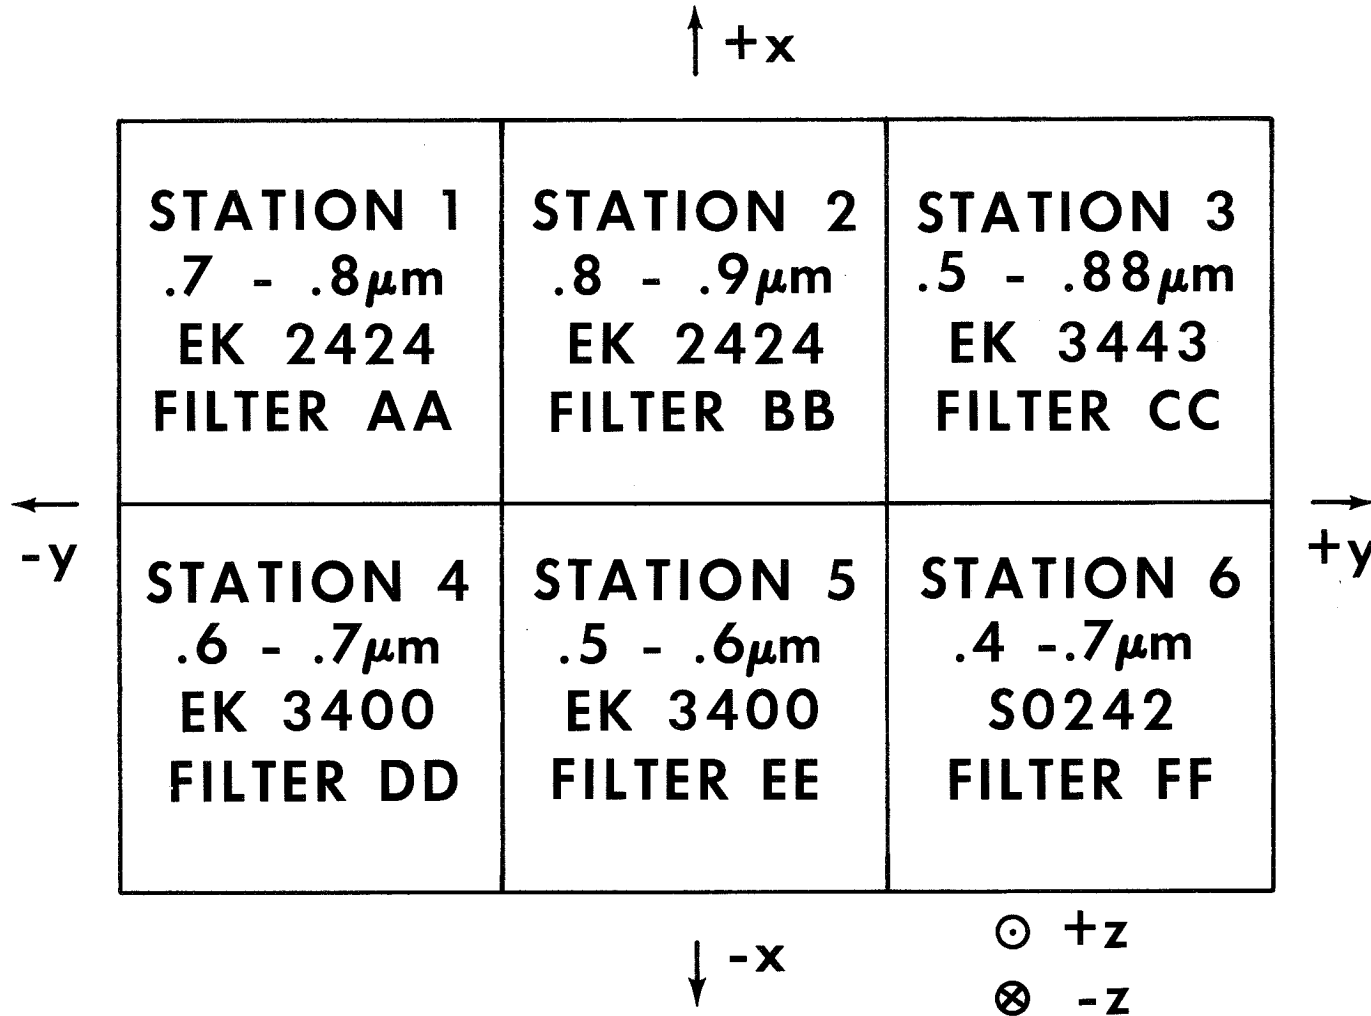 +x
STATION 1
.7 - .8μm
EK 2424
FILTER AA
STATION 2
.8 - .9μm
EK 2424
FILTER BB
STATION 3
.5 - .88μm
EK 3443
FILTER CC
-y
+y
STATION 4
.6 - .7μm
EK 3400
FILTER DD
STATION 5
.5 - .6μm
EK 3400
FILTER EE
STATION 6
.4 -.7μm
S0242
FILTER FF
-x
⊙ +z
⊗ -z